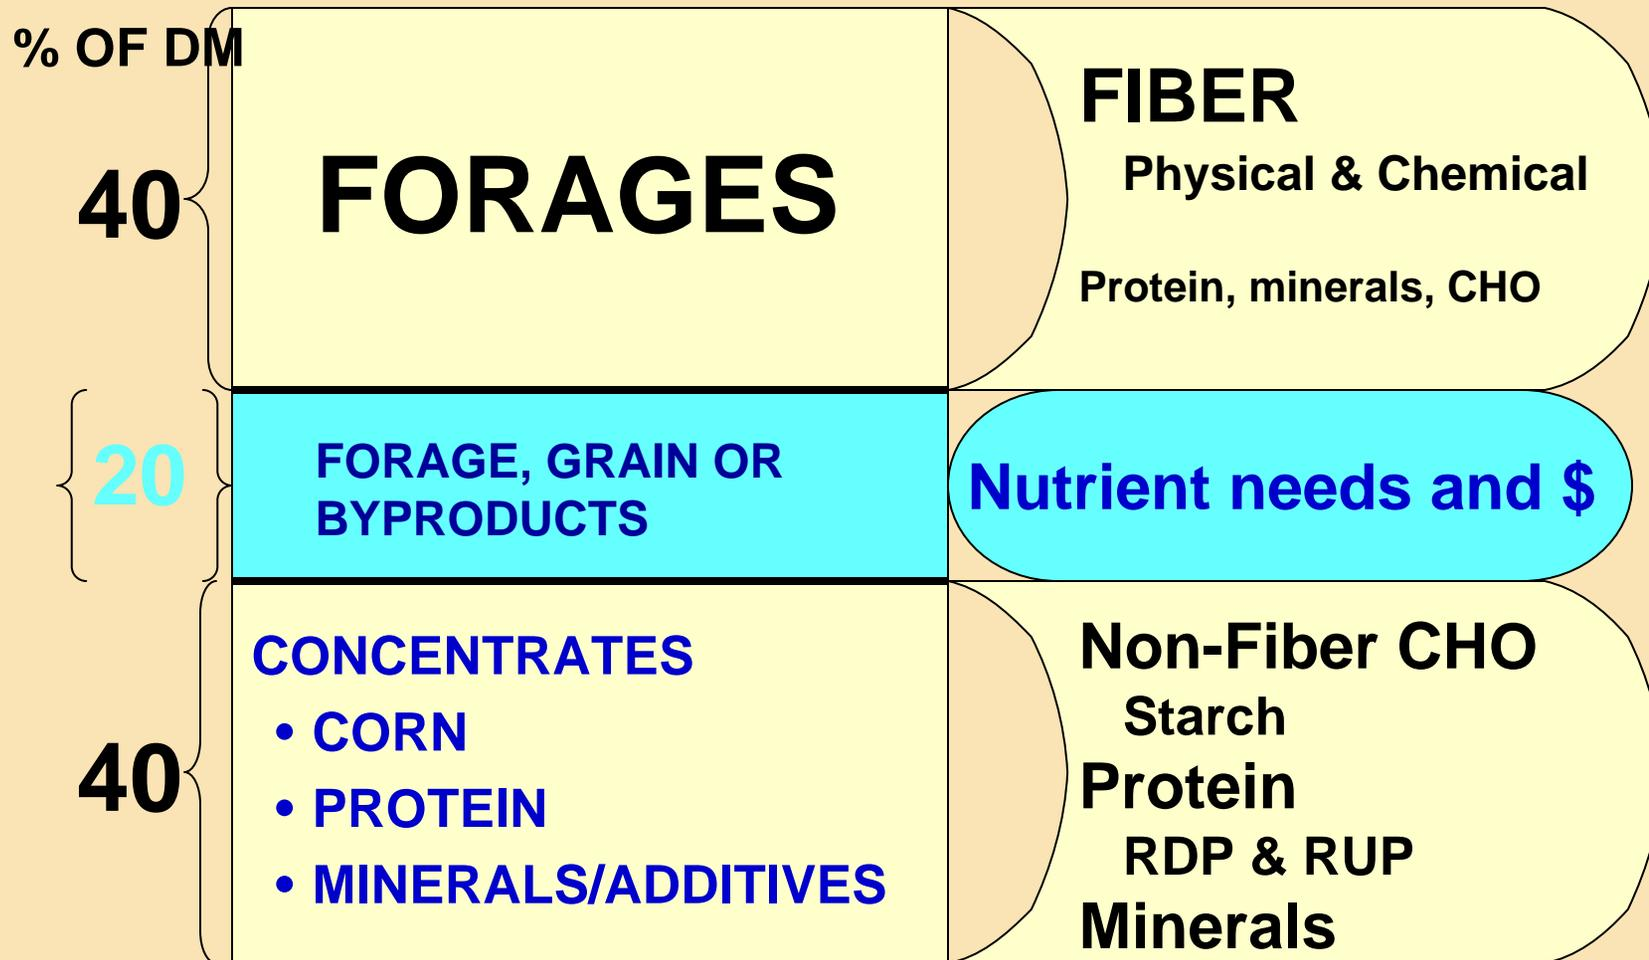 % OF DM
40
FORAGES
FIBER
Physical & Chemical
Protein, minerals, CHO
20
FORAGE, GRAIN OR
BYPRODUCTS
Nutrient needs and $
40
CONCENTRATES
• CORN
• PROTEIN
• MINERALS/ADDITIVES
Non-Fiber CHO
Starch
Protein
RDP & RUP
Minerals